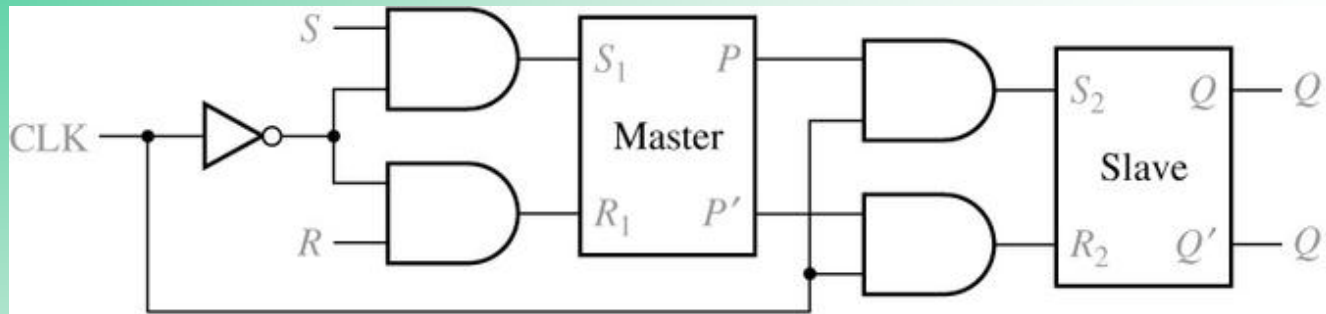 S
S₁ P
S₂ Q Q
CLK
Master
Slave
R₁ P′
R
R₂ Q′ Q